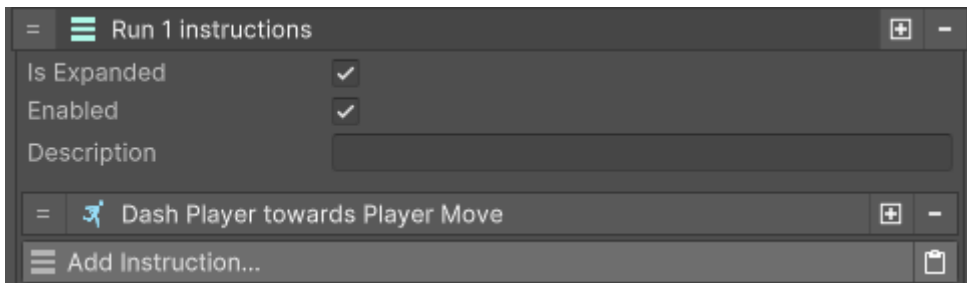 Run 1 instructions
Is Expanded
Enabled
Description
Dash Player towards Player Move
Add Instruction...